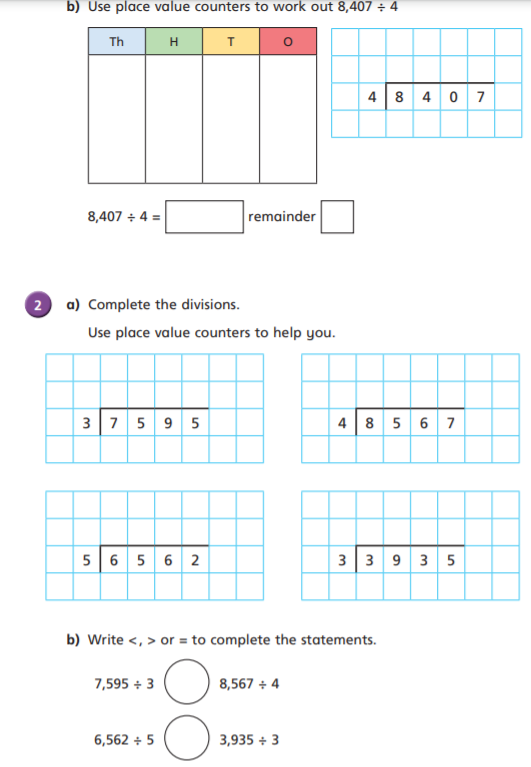 b) Use place value counters to work out 8,407 ÷ 4
Th H T O
4 8 4 0 7
8,407 ÷ 4 = remainder
2 a) Complete the divisions.
Use place value counters to help you.
3 7 5 9 5
4 8 5 6 7
5 6 5 6 2
3 3 9 3 5
b) Write <, > or = to complete the statements.
7,595 ÷ 3 8,567 ÷ 4
6,562 ÷ 5 3,935 ÷ 3